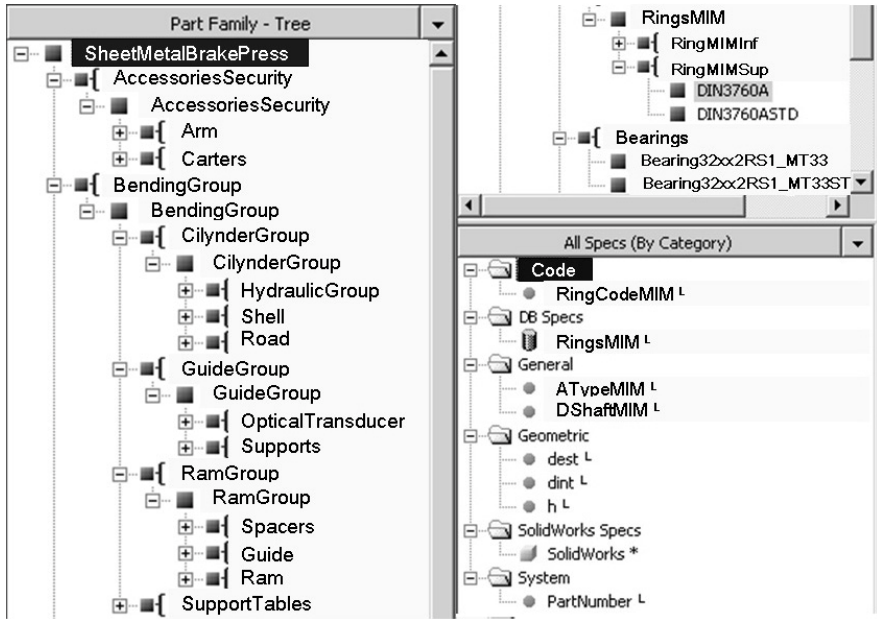 Part Family - Tree
SheetMetalBrakePress
AccessoriesSecurity
AccessoriesSecurity
Arm
Carters
BendingGroup
BendingGroup
CilynderGroup
CilynderGroup
HydraulicGroup
Shell
Road
GuideGroup
GuideGroup
OpticalTransducer
Supports
RamGroup
RamGroup
Spacers
Guide
Ram
SupportTables
RingsMIM
RingMIMInf
RingMIMSup
DIN3760A
DIN3760ASTD
Bearings
Bearing32xx2RS1_MT33
Bearing32xx2RS1_MT33ST
All Specs (By Category)
Code
RingCodeMIM L
DB Specs
RingsMIM L
General
ATypeMIM L
DShaftMIM L
Geometric
dest L
dint L
h L
SolidWorks Specs
SolidWorks *
System
PartNumber L